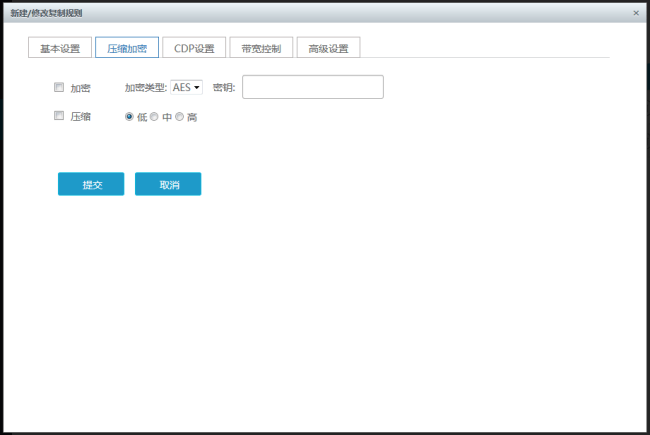 新建/修改复制规则
基本设置 压缩加密 CDP设置 带宽控制 高级设置
加密 加密类型: AES 密钥:
压缩 低 中 高
提交 取消